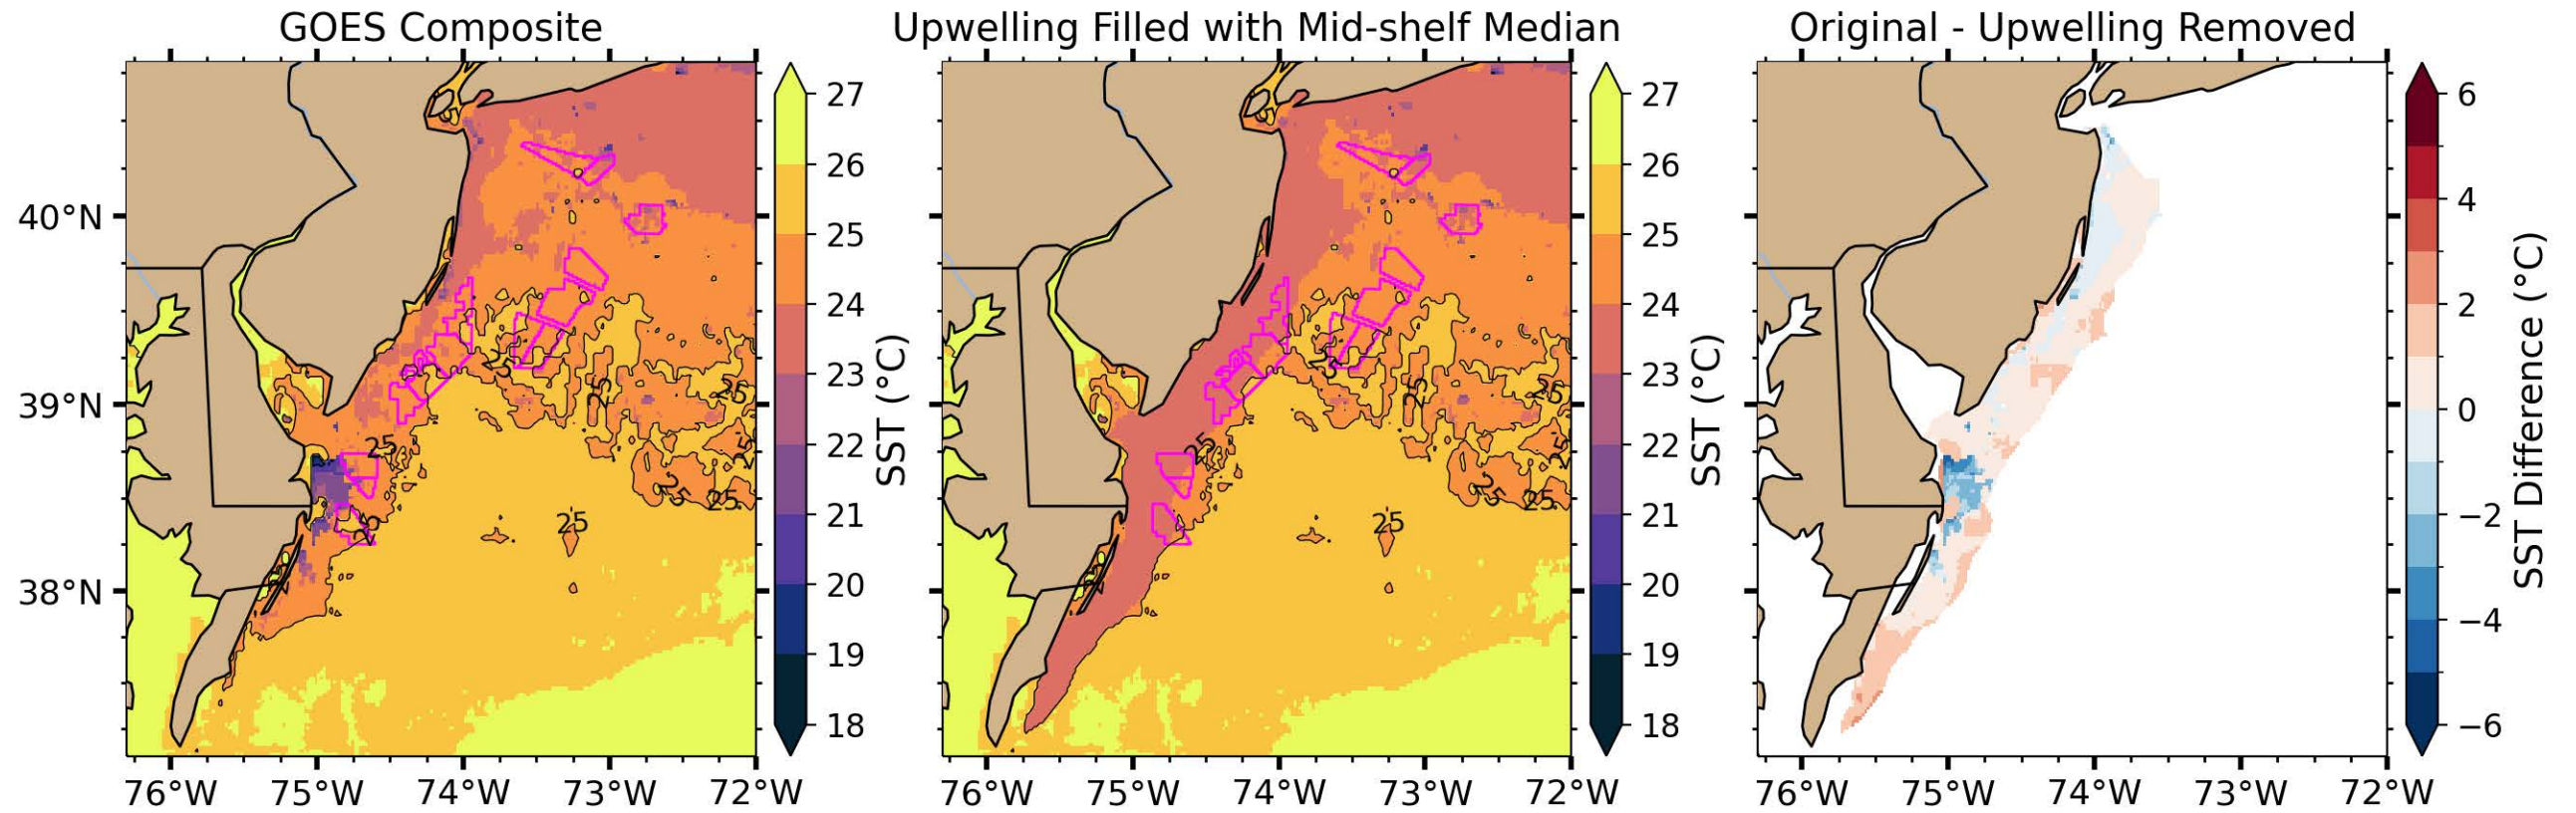 GOES Composite
Upwelling Filled with Mid-shelf Median
Original - Upwelling Removed
40°N
39°N
38°N
76°W
75°W
74°W
73°W
72°W
25
25
25
25
25
25
25
27
26
25
24
23
22
21
20
19
18
SST (°C)
76°W
75°W
74°W
73°W
72°W
25
25
25
25
25
25
27
26
25
24
23
22
21
20
19
18
SST (°C)
76°W
75°W
74°W
73°W
72°W
6
4
2
0
−2
−4
−6
SST Difference (°C)